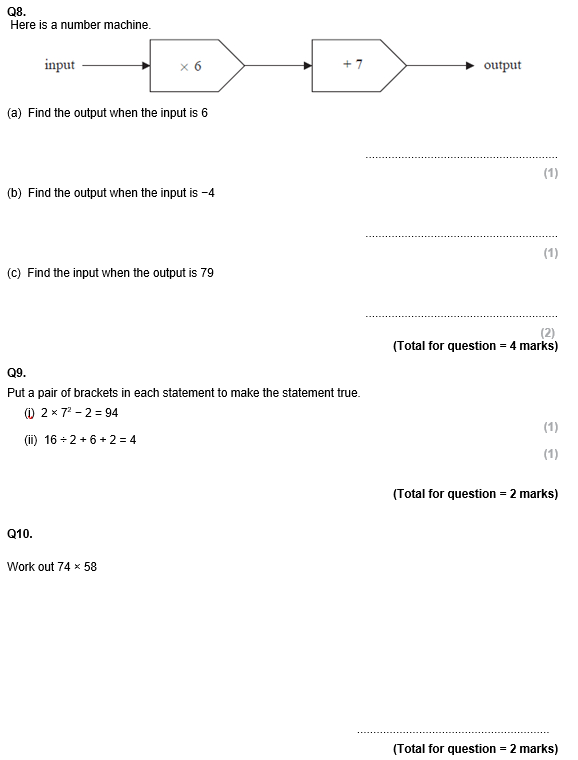 Q8.
Here is a number machine.
input × 6 + 7 output
(a) Find the output when the input is 6
(1)
(b) Find the output when the input is −4
(1)
(c) Find the input when the output is 79
(2)
(Total for question = 4 marks)
Q9.
Put a pair of brackets in each statement to make the statement true.
(i) 2 × 7² − 2 = 94
(1)
(ii) 16 ÷ 2 + 6 + 2 = 4
(1)
(Total for question = 2 marks)
Q10.
Work out 74 × 58
(Total for question = 2 marks)